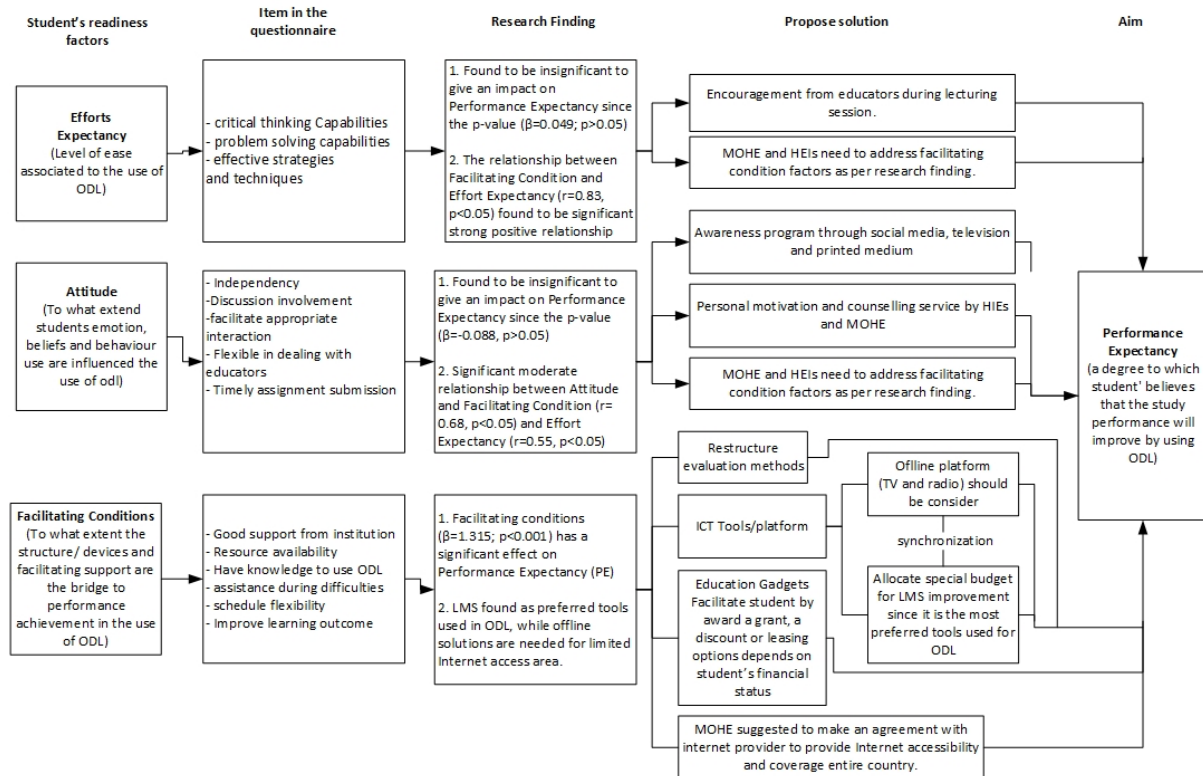 Student's readiness
factors
Item in the
questionnaire
Research Finding
Propose solution
Aim
Efforts
Expectancy
(Level of ease
associated to the use of
ODL)
- critical thinking Capabilities
- problem solving capabilities
- effective strategies
and techniques
1. Found to be insignificant to
give an impact on
Performance Expectancy since
the p-value (β=0.049; p>0.05)
2. The relationship between
Facilitating Condition and
Effort Expectancy (r=0.83,
p<0.05) found to be significant
strong positive relationship
Encouragement from educators during lecturing
session.
MOHE and HEIs need to address facilitating
condition factors as per research finding.
Attitude
(To what extend
students emotion,
beliefs and behaviour
use are influenced the
use of odl)
- Independency
-Discussion involvement
-facilitate appropriate
interaction
- Flexible in dealing with
educators
- Timely assignment submission
1. Found to be insignificant to
give an impact on Performance
Expectancy since the p-value
(β=-0.088, p>0.05)
2. Significant moderate
relationship between Attitude
and Facilitating Condition (r=
0.68, p<0.05) and Effort
Expectancy (r=0.55, p<0.05)
Awareness program through social media, television
and printed medium
Personal motivation and counselling service by HIEs
and MOHE
MOHE and HEIs need to address facilitating
condition factors as per research finding.
Performance
Expectancy
(a degree to which
student' believes
that the study
performance will
improve by using
ODL)
Facilitating Conditions
(To what extent the
structure/ devices and
facilitating support are
the bridge to
performance
achievement in the use
of ODL)
- Good support from institution
- Resource availability
- Have knowledge to use ODL
- assistance during difficulties
- schedule flexibility
- Improve learning outcome
1. Facilitating conditions
(β=1.315; p<0.001) has a
significant effect on
Performance Expectancy (PE)
2. LMS found as preferred tools
used in ODL, while offline
solutions are needed for limited
Internet access area.
Restructure
evaluation methods
ICT Tools/platform
Oflline platform
(TV and radio) should
be consider
synchronization
Allocate special budget
for LMS improvement
since it is the most
preferred tools used for
ODL
Education Gadgets
Facilitate student by
award a grant, a
discount or leasing
options depends on
student's financial
status
MOHE suggested to make an agreement with
internet provider to provide Internet accessibility
and coverage entire country.